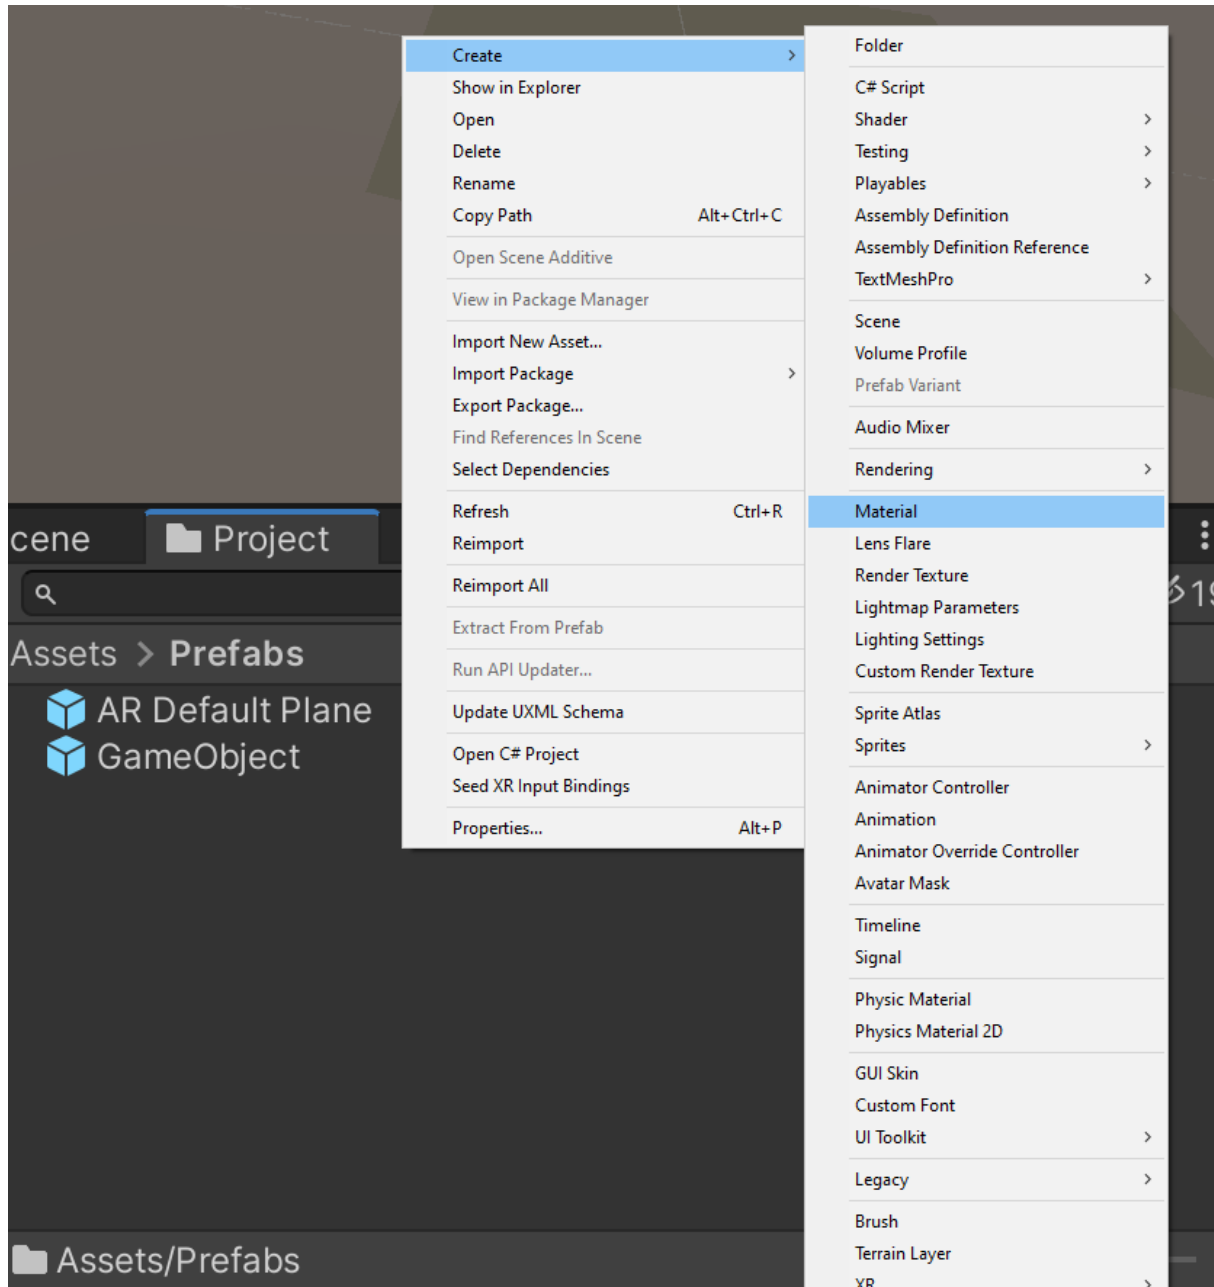 Create
Show in Explorer
Open
Delete
Rename
Copy Path Alt+Ctrl+C
Open Scene Additive
View in Package Manager
Import New Asset...
Import Package
Export Package...
Find References In Scene
Select Dependencies
Refresh Ctrl+R
Reimport
Reimport All
Extract From Prefab
Run API Updater...
Update UXML Schema
Open C# Project
Seed XR Input Bindings
Properties... Alt+P
Folder
C# Script
Shader
Testing
Playables
Assembly Definition
Assembly Definition Reference
TextMeshPro
Scene
Volume Profile
Prefab Variant
Audio Mixer
Rendering
Material
Lens Flare
Render Texture
Lightmap Parameters
Lighting Settings
Custom Render Texture
Sprite Atlas
Sprites
Animator Controller
Animation
Animator Override Controller
Avatar Mask
Timeline
Signal
Physic Material
Physics Material 2D
GUI Skin
Custom Font
UI Toolkit
Legacy
Brush
Terrain Layer
XR
cene Project
19
Assets > Prefabs
AR Default Plane
GameObject
Assets/Prefabs